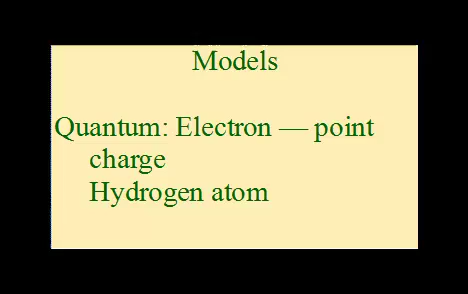 Models
Quantum: Electron — point
charge
Hydrogen atom